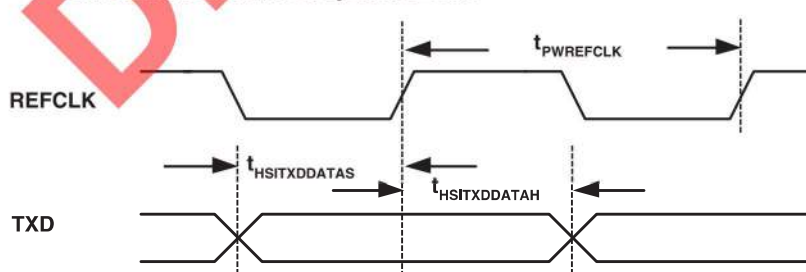 tPWREFCLK
REFCLK
tHSITXDDATAS
tHSITXDDATAH
TXD